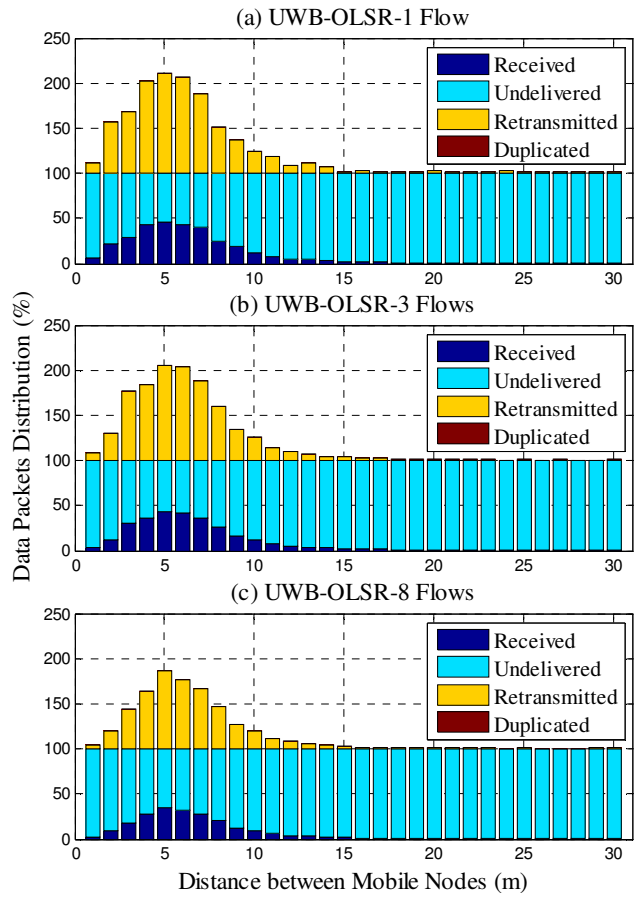 (a) UWB-OLSR-1 Flow
250
200
150
100
50
0
Received
Undelivered
Retransmitted
Duplicated
0 5 10 15 20 25 30
(b) UWB-OLSR-3 Flows
250
200
150
100
50
0
Received
Undelivered
Retransmitted
Duplicated
0 5 10 15 20 25 30
(c) UWB-OLSR-8 Flows
250
200
150
100
50
0
Received
Undelivered
Retransmitted
Duplicated
0 5 10 15 20 25 30
Data Packets Distribution (%)
Distance between Mobile Nodes (m)